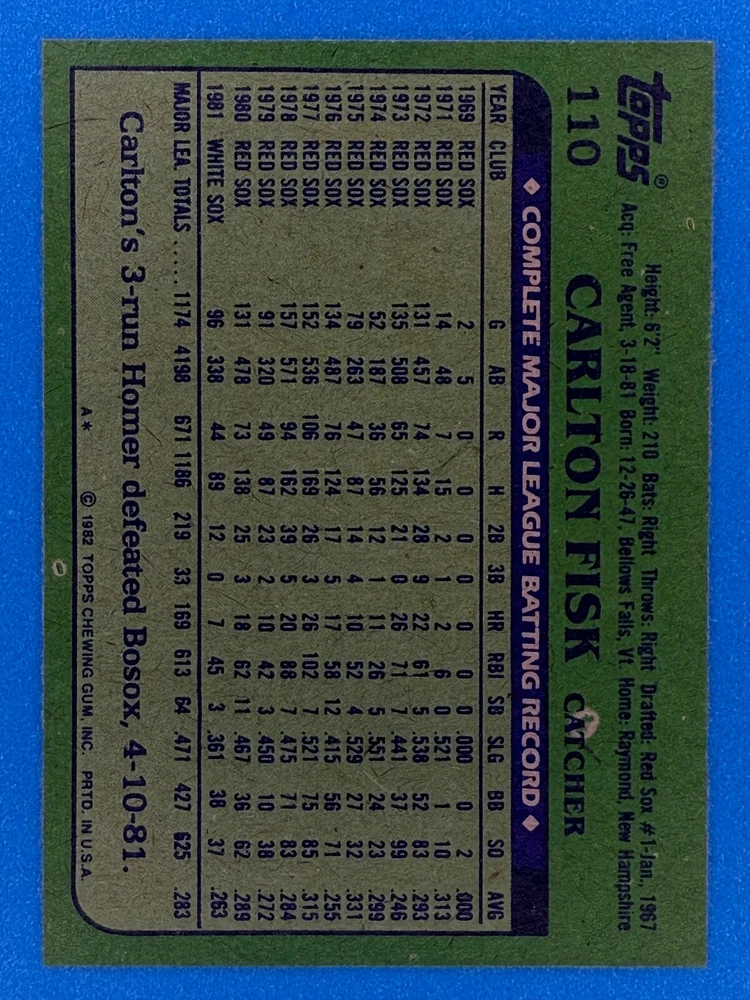 topps®
Height: 6'2" Weight: 210 Bats: Right Throws: Right Drafted: Red Sox #1-Jan., 1967
Acq: Free Agent, 3-18-81 Born: 12-26-47, Bellows Falls, Vt. Home: Raymond, New Hampshire
110 CARLTON FISK CATCHER
♦ COMPLETE MAJOR LEAGUE BATTING RECORD ♦
YEAR CLUB G AB R H 2B 3B HR RBI SB SLG BB SO AVG
1969 RED SOX 2 5 0 0 0 0 0 0 0 .000 0 2 .000
1971 RED SOX 14 48 7 15 2 1 2 6 0 .521 1 10 .313
1972 RED SOX 131 457 74 134 28 9 22 61 5 .538 52 83 .293
1973 RED SOX 135 508 65 125 21 0 26 71 7 .441 37 99 .246
1974 RED SOX 52 187 36 56 12 1 11 26 5 .551 24 23 .299
1975 RED SOX 79 263 47 87 14 4 10 52 4 .529 27 32 .331
1976 RED SOX 134 487 76 124 17 5 17 58 12 .415 56 71 .255
1977 RED SOX 152 536 106 169 26 3 26 102 7 .521 75 85 .315
1978 RED SOX 157 571 94 162 39 5 20 88 7 .475 71 83 .284
1979 RED SOX 91 320 49 87 23 2 10 42 3 .450 10 38 .272
1980 RED SOX 131 478 73 138 25 3 18 62 11 .467 36 62 .289
1981 WHITE SOX 96 338 44 89 12 0 7 45 3 .361 38 37 .263
MAJOR LEA. TOTALS ..... 1174 4198 671 1186 219 33 169 613 64 .471 427 625 .283
Carlton's 3-run Homer defeated Bosox, 4-10-81.
A* © 1982 TOPPS CHEWING GUM, INC. PRTD. IN U.S.A.